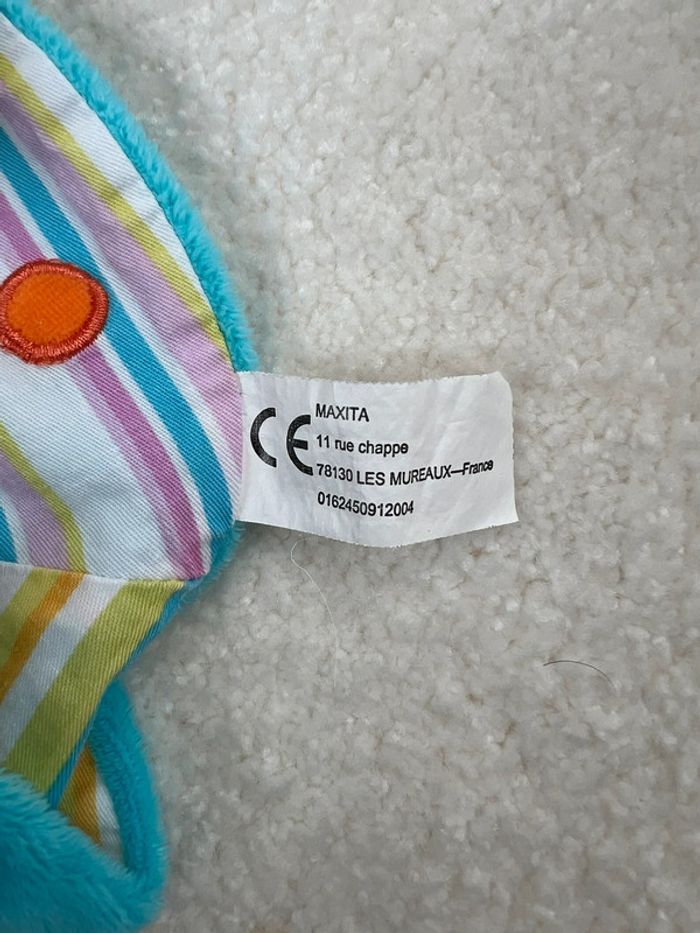 CE
MAXITA
11 rue chappe
78130 LES MUREAUX—France
0162450912004